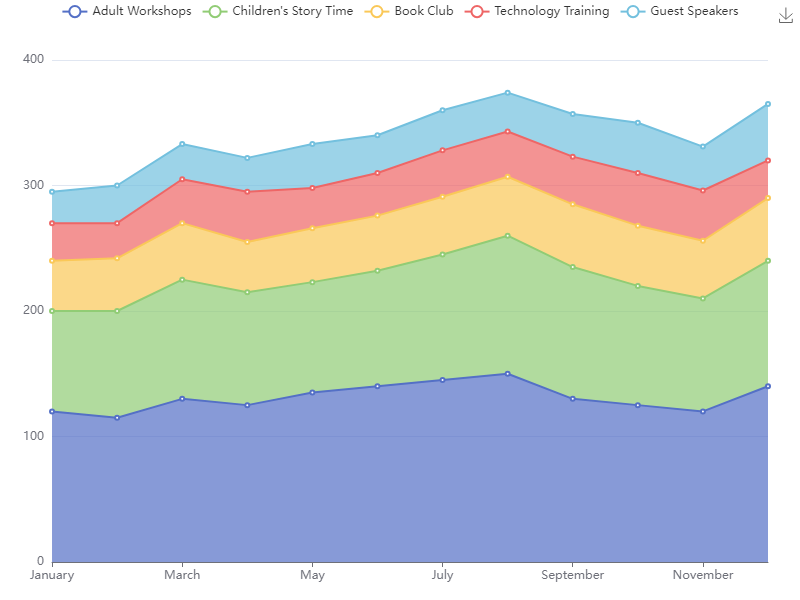 Adult Workshops Children's Story Time Book Club Technology Training Guest Speakers
400
300
200
100
0
January March May July September November